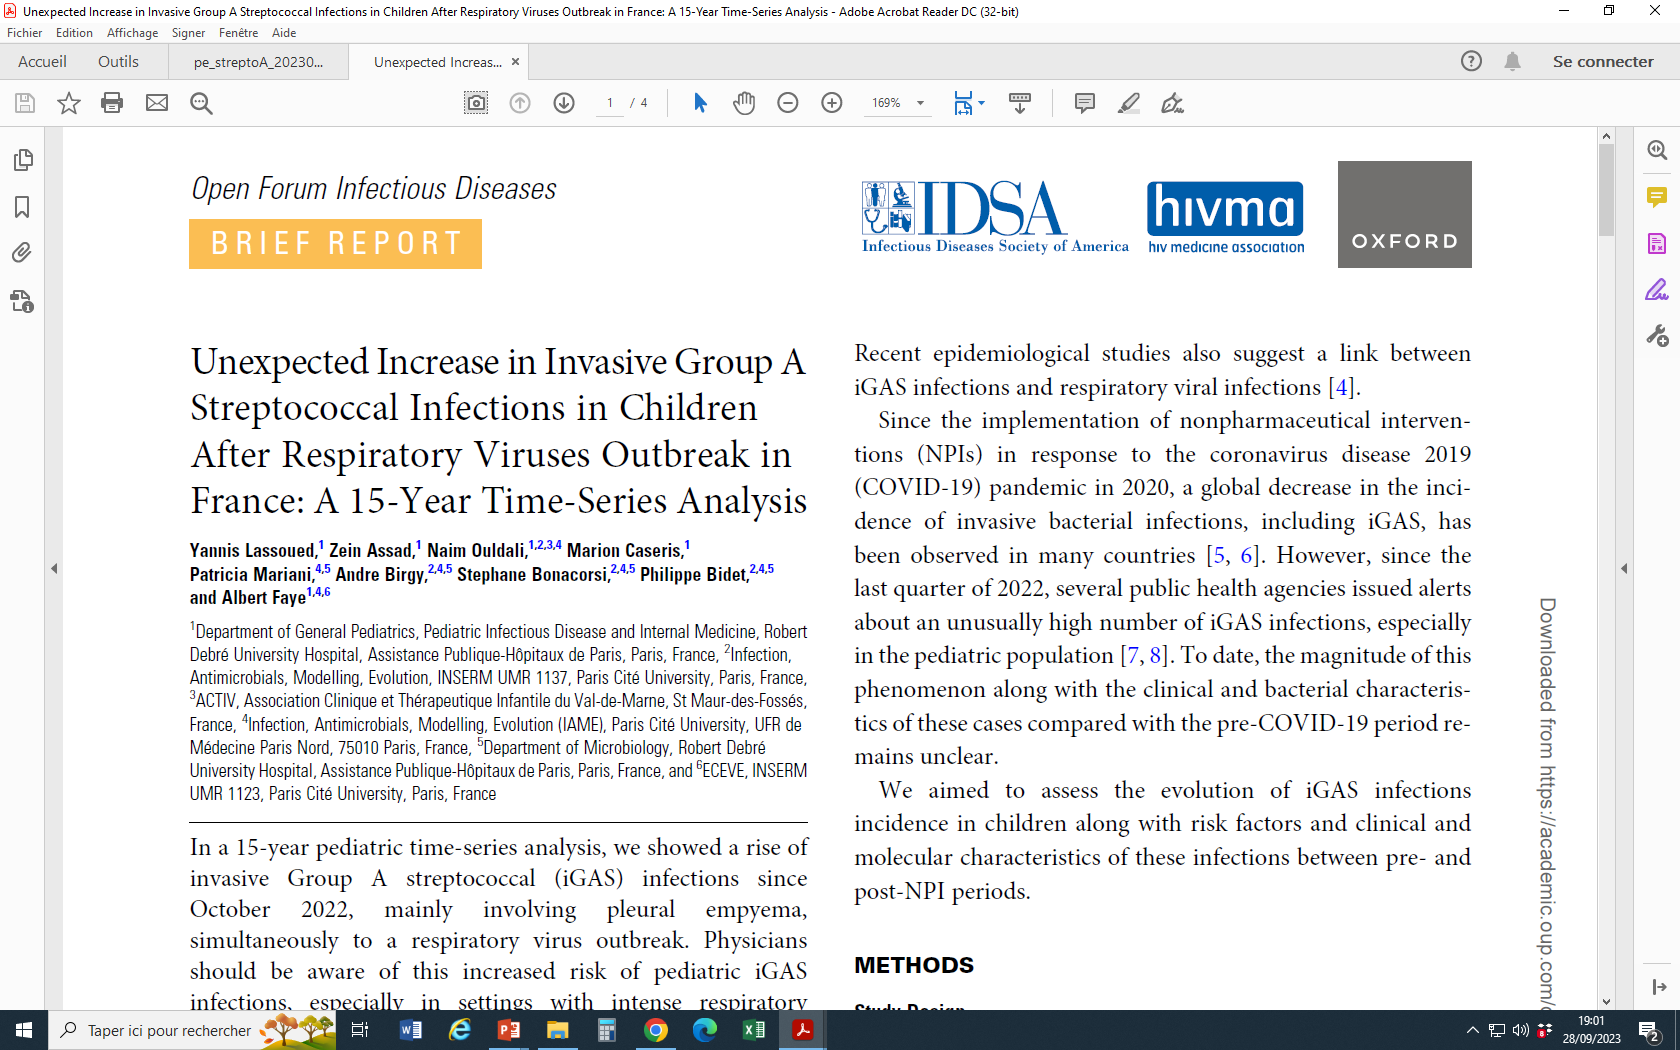 Unexpected Increase in Invasive Group A Streptococcal Infections in Children After Respiratory Viruses Outbreak in France: A 15-Year Time-Series Analysis - Adobe Acrobat Reader DC (32-bit)
Fichier Edition Affichage Signer Fenêtre Aide
Accueil Outils pe_streptoA_20230... Unexpected Increas... × ? Se connecter
1 / 4 169%
Open Forum Infectious Diseases
BRIEF REPORT
IDSA
Infectious Diseases Society of America
hivma
hiv medicine association
OXFORD
Unexpected Increase in Invasive Group A
Streptococcal Infections in Children
After Respiratory Viruses Outbreak in
France: A 15-Year Time-Series Analysis
Yannis Lassoued,1 Zein Assad,1 Naim Ouldali,1,2,3,4 Marion Caseris,1
Patricia Mariani,4,5 Andre Birgy,2,4,5 Stephane Bonacorsi,2,4,5 Philippe Bidet,2,4,5
and Albert Faye1,4,6
1Department of General Pediatrics, Pediatric Infectious Disease and Internal Medicine, Robert
Debré University Hospital, Assistance Publique-Hôpitaux de Paris, Paris, France, 2Infection,
Antimicrobials, Modelling, Evolution, INSERM UMR 1137, Paris Cité University, Paris, France,
3ACTIV, Association Clinique et Thérapeutique Infantile du Val-de-Marne, St Maur-des-Fossés,
France, 4Infection, Antimicrobials, Modelling, Evolution (IAME), Paris Cité University, UFR de
Médecine Paris Nord, 75010 Paris, France, 5Department of Microbiology, Robert Debré
University Hospital, Assistance Publique-Hôpitaux de Paris, Paris, France, and 6ECEVE, INSERM
UMR 1123, Paris Cité University, Paris, France
In a 15-year pediatric time-series analysis, we showed a rise of
invasive Group A streptococcal (iGAS) infections since
October 2022, mainly involving pleural empyema,
simultaneously to a respiratory virus outbreak. Physicians
should be aware of this increased risk of pediatric iGAS
infections, especially in settings with intense respiratory
Recent epidemiological studies also suggest a link between
iGAS infections and respiratory viral infections [4].
Since the implementation of nonpharmaceutical interven-
tions (NPIs) in response to the coronavirus disease 2019
(COVID-19) pandemic in 2020, a global decrease in the inci-
dence of invasive bacterial infections, including iGAS, has
been observed in many countries [5, 6]. However, since the
last quarter of 2022, several public health agencies issued alerts
about an unusually high number of iGAS infections, especially
in the pediatric population [7, 8]. To date, the magnitude of this
phenomenon along with the clinical and bacterial characteris-
tics of these cases compared with the pre-COVID-19 period re-
mains unclear.
We aimed to assess the evolution of iGAS infections
incidence in children along with risk factors and clinical and
molecular characteristics of these infections between pre- and
post-NPI periods.
METHODS
Study Design
Downloaded from https://academic.oup.com/
Taper ici pour rechercher
19:01
28/09/2023
2